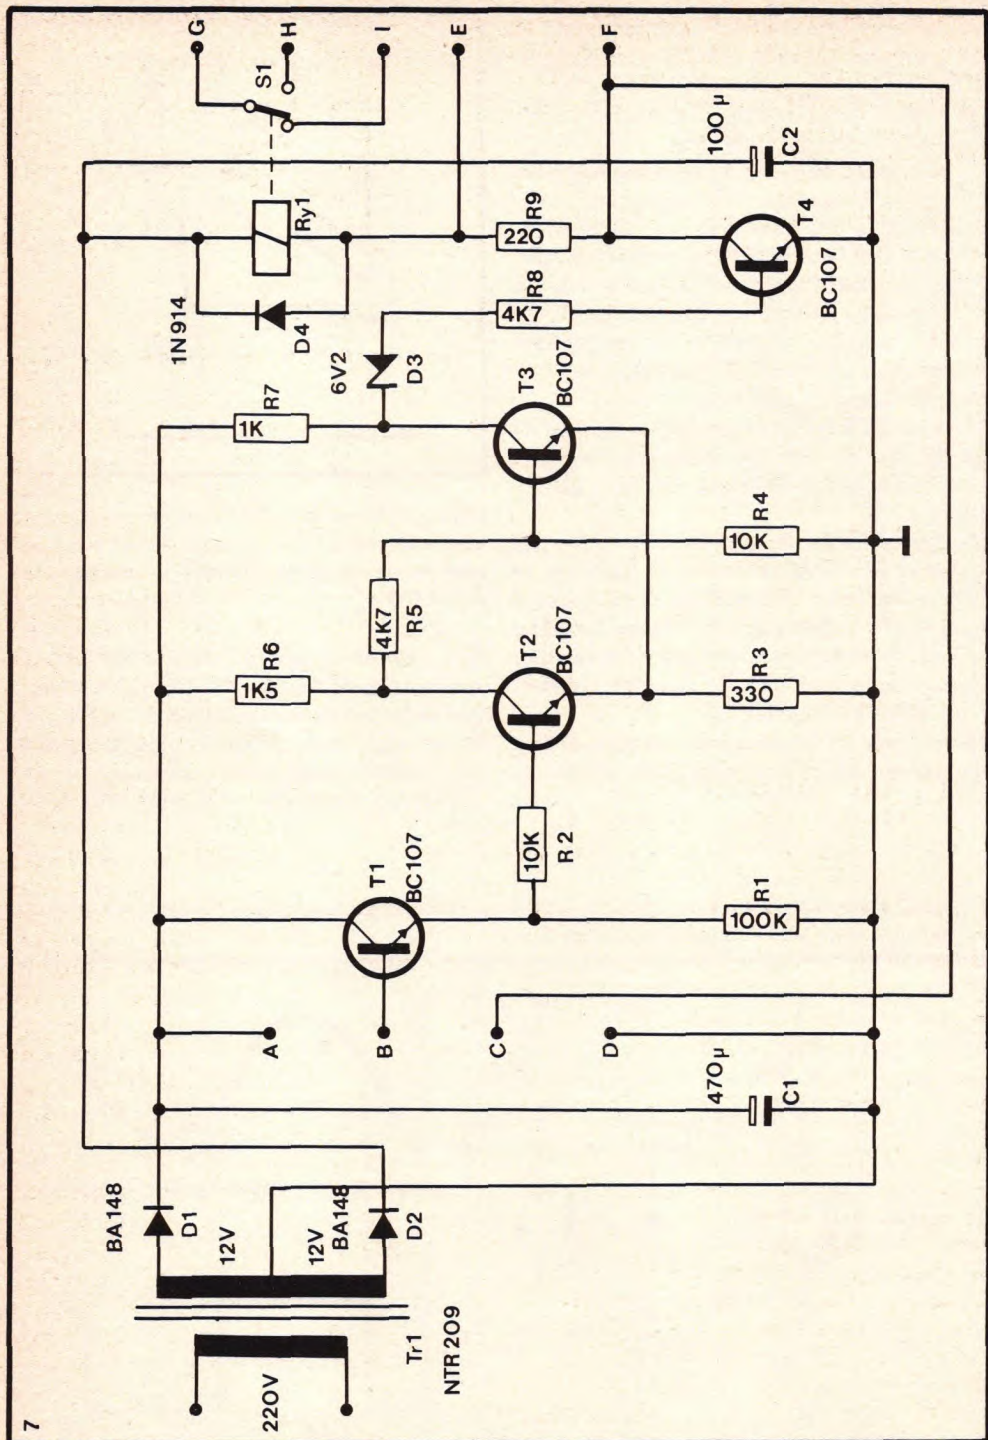 7
220V
Tr1
NTR 209
BA148
D1
12V
12V
BA148
D2
470µ
C1
A
B
C
D
T1
BC107
10K
R2
100K
R1
1K5
R6
4K7
R5
T2
BC107
330
R3
10K
R4
1K
R7
6V2
D3
T3
BC107
1N914
D4
Ry1
4K7
R8
220
R9
T4
BC107
100µ
C2
S1
G
H
I
E
F